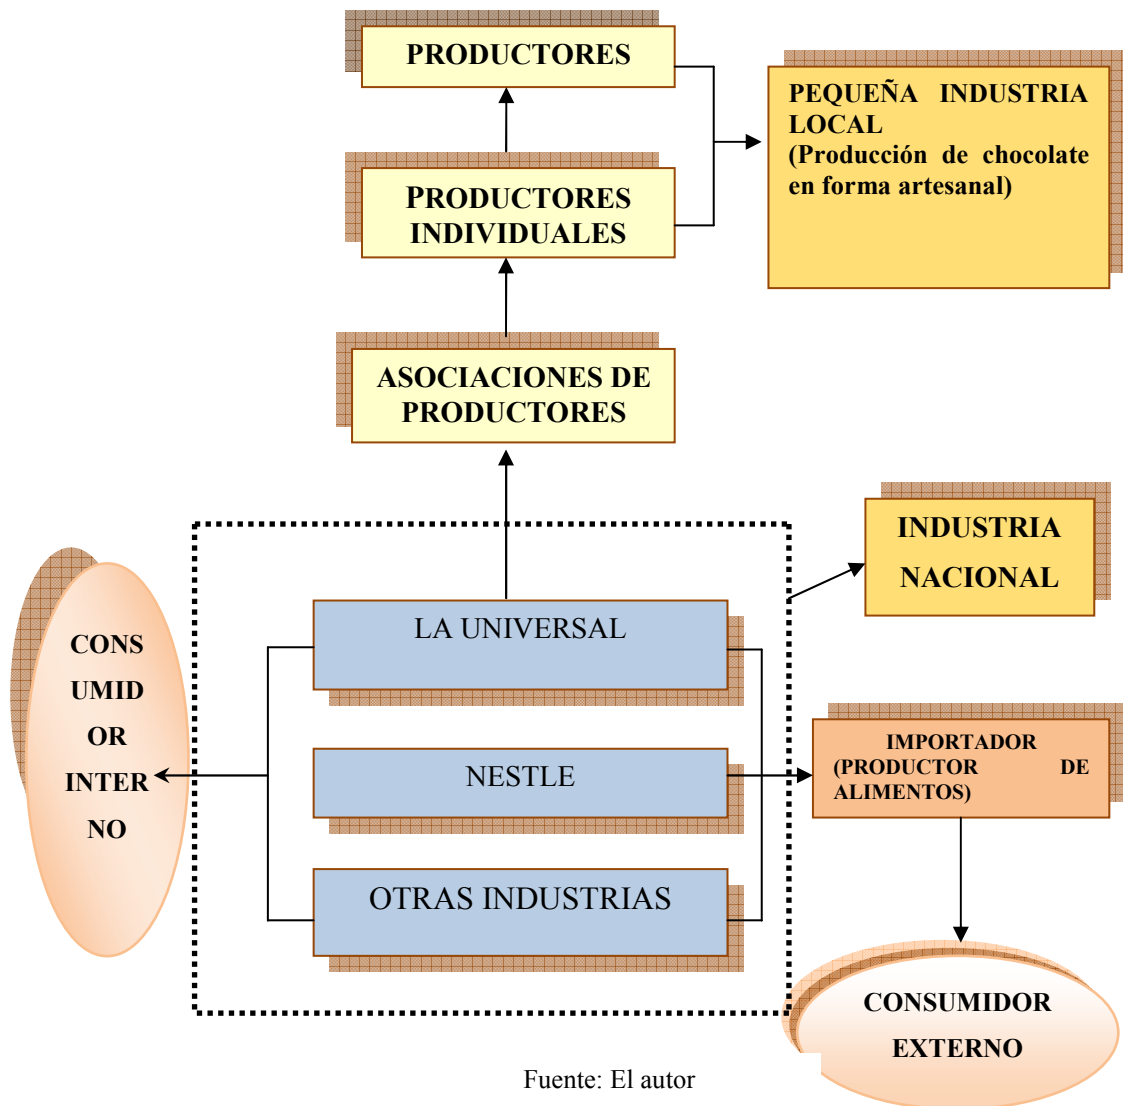 PRODUCTORES
PEQUEÑA INDUSTRIA
LOCAL
(Producción de chocolate
en forma artesanal)
PRODUCTORES
INDIVIDUALES
ASOCIACIONES DE
PRODUCTORES
INDUSTRIA
NACIONAL
CONS
UMID
OR
INTER
NO
LA UNIVERSAL
NESTLE
OTRAS INDUSTRIAS
IMPORTADOR
(PRODUCTOR DE
ALIMENTOS)
CONSUMIDOR
EXTERNO
Fuente: El autor